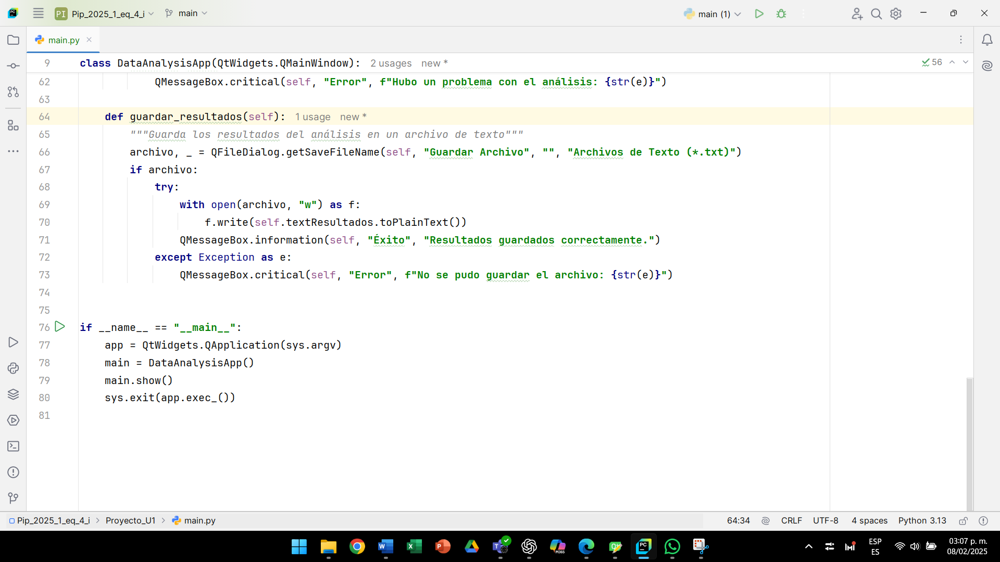 PI Pip_2025_1_eq_4_i main main (1)
main.py
9 class DataAnalysisApp(QtWidgets.QMainWindow): 2 usages new * 56
62 QMessageBox.critical(self, "Error", f"Hubo un problema con el análisis: {str(e)}")
63
64 def guardar_resultados(self): 1 usage new *
65 """Guarda los resultados del análisis en un archivo de texto"""
66 archivo, _ = QFileDialog.getSaveFileName(self, "Guardar Archivo", "", "Archivos de Texto (*.txt)")
67 if archivo:
68 try:
69 with open(archivo, "w") as f:
70 f.write(self.textResultados.toPlainText())
71 QMessageBox.information(self, "Éxito", "Resultados guardados correctamente.")
72 except Exception as e:
73 QMessageBox.critical(self, "Error", f"No se pudo guardar el archivo: {str(e)}")
74
75
76 if __name__ == "__main__":
77 app = QtWidgets.QApplication(sys.argv)
78 main = DataAnalysisApp()
79 main.show()
80 sys.exit(app.exec_())
81
Pip_2025_1_eq_4_i > Proyecto_U1 > main.py 64:34 CRLF UTF-8 4 spaces Python 3.13
ESP 03:07 p. m.
ES 08/02/2025